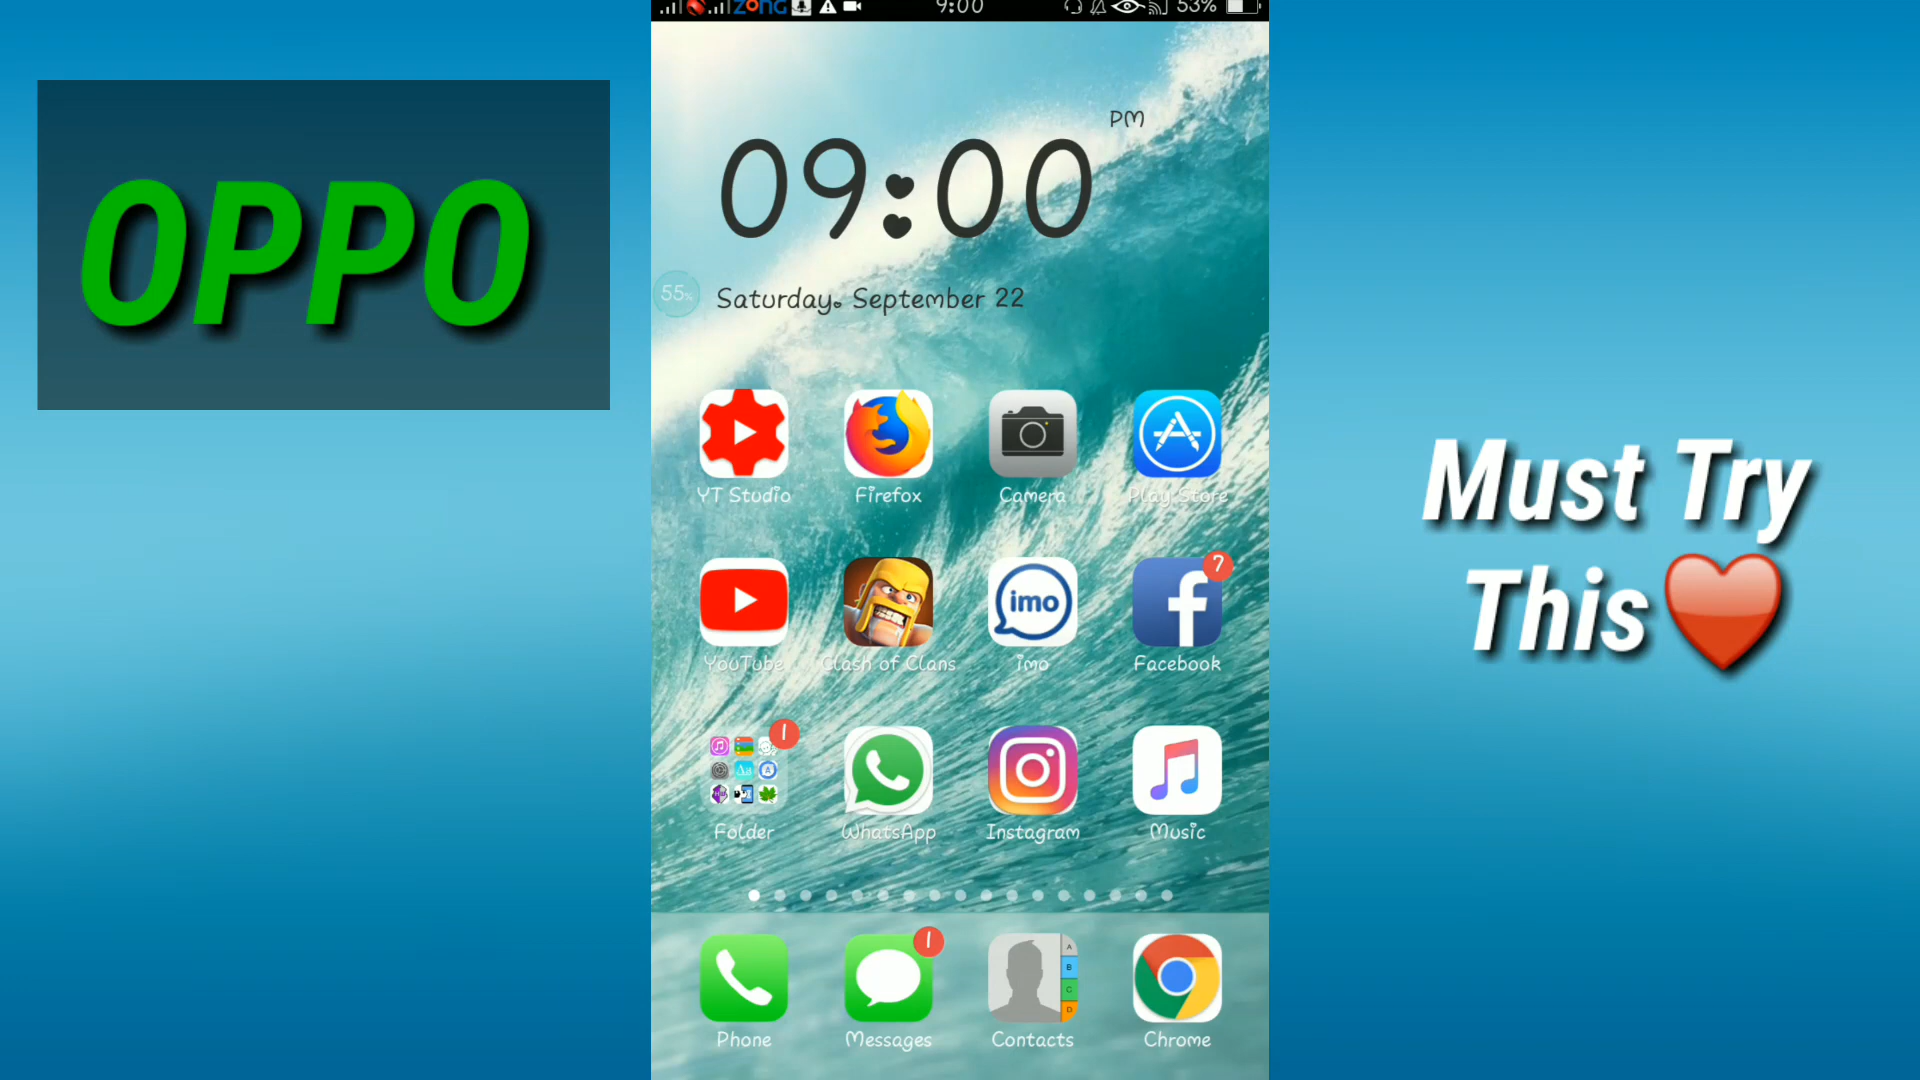 zong 9:00 53%
OPPO
PM
09:00
55%
Saturday, September 22
YT Studio Firefox Camera Play Store
Must Try
This
imo
7
YouTube Clash of Clans imo Facebook
1
Folder WhatsApp Instagram Music
1
A
B
C
D
Phone Messages Contacts Chrome